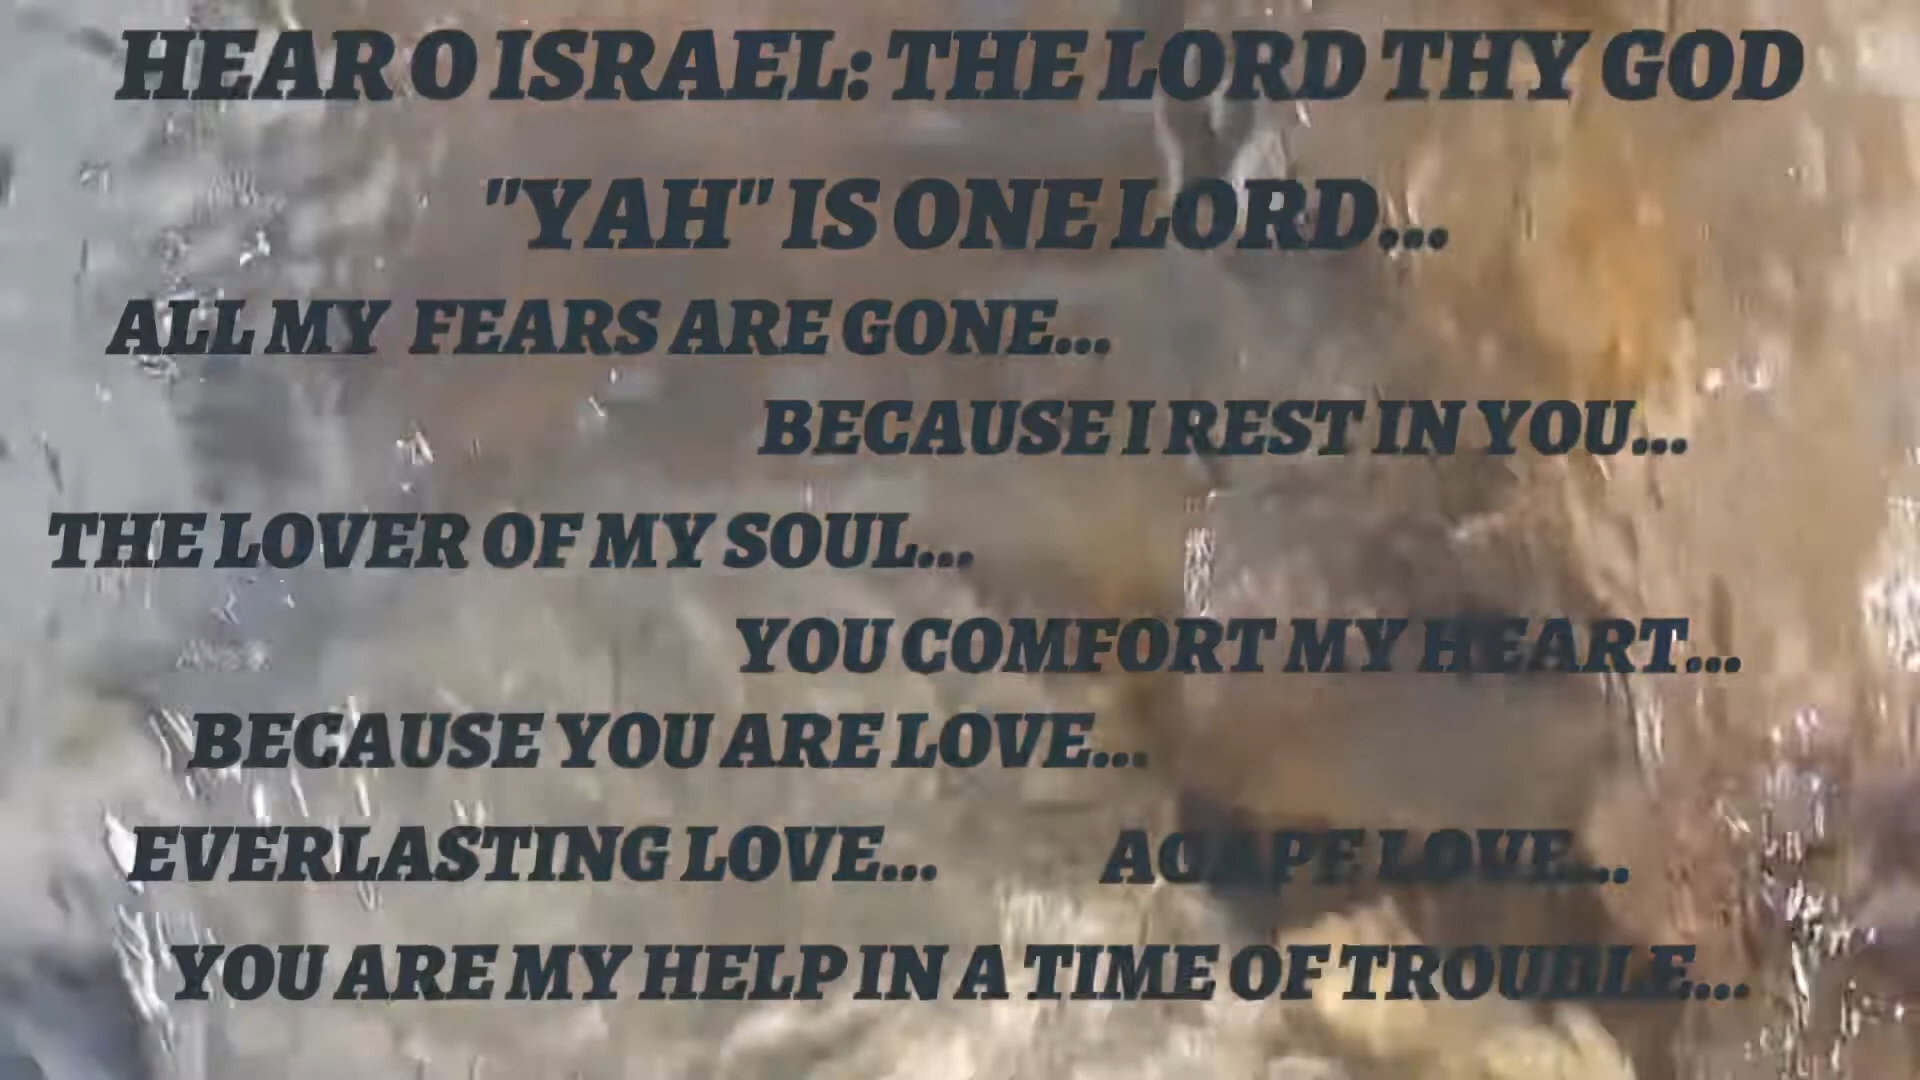 HEAR O ISRAEL: THE LORD THY GOD
"YAH" IS ONE LORD...
ALL MY FEARS ARE GONE...
BECAUSE I REST IN YOU...
THE LOVER OF MY SOUL...
YOU COMFORT MY HEART...
BECAUSE YOU ARE LOVE...
EVERLASTING LOVE... AGAPE LOVE...
YOU ARE MY HELP IN A TIME OF TROUBLE...